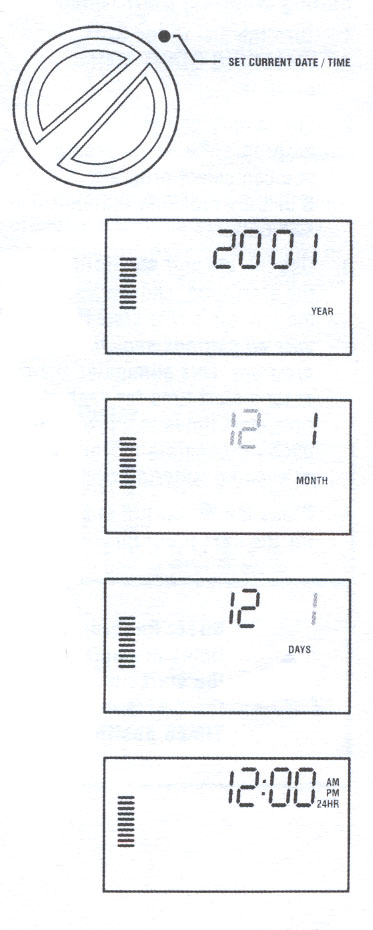 SET CURRENT DATE / TIME
2001
YEAR
12 1
MONTH
12 1
DAYS
12:00 AM
PM
24HR